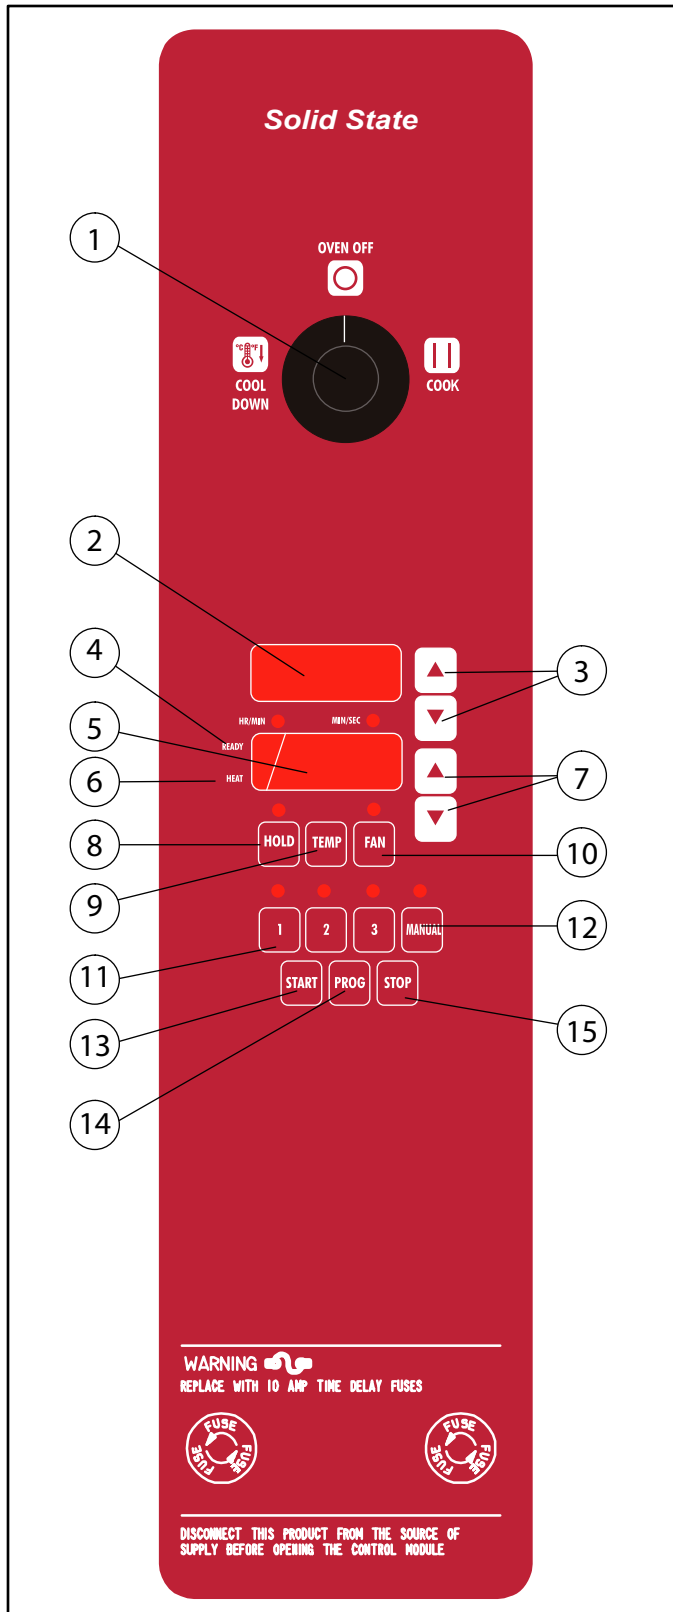 Solid State
1
OVEN OFF
°C °F
COOL
DOWN
COOK
2
4
3
HR/MIN MIN/SEC
5
READY
6
HEAT
7
HOLD TEMP FAN
8
10
9
1 2 3 MANUAL
12
11
START PROG STOP
13
15
14
WARNING
REPLACE WITH 10 AMP TIME DELAY FUSES
FUSE FUSE FUSE
FUSE FUSE FUSE
DISCONNECT THIS PRODUCT FROM THE SOURCE OF
SUPPLY BEFORE OPENING THE CONTROL MODULE